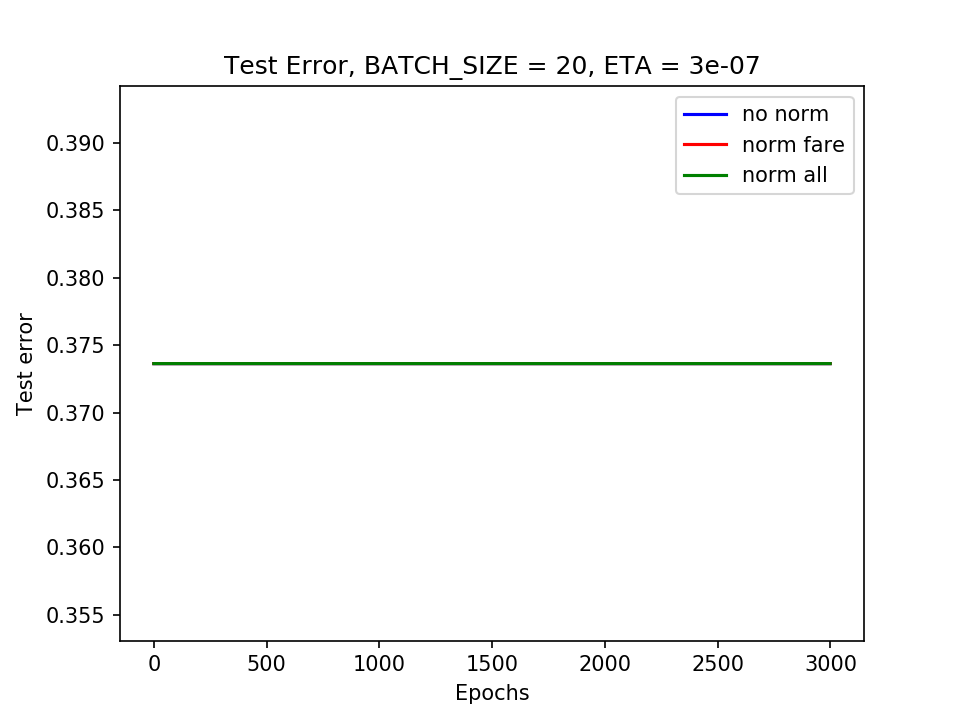 Test Error, BATCH_SIZE = 20, ETA = 3e-07
no norm
norm fare
norm all
0.390
0.385
0.380
0.375
0.370
0.365
0.360
0.355
Test error
0 500 1000 1500 2000 2500 3000
Epochs